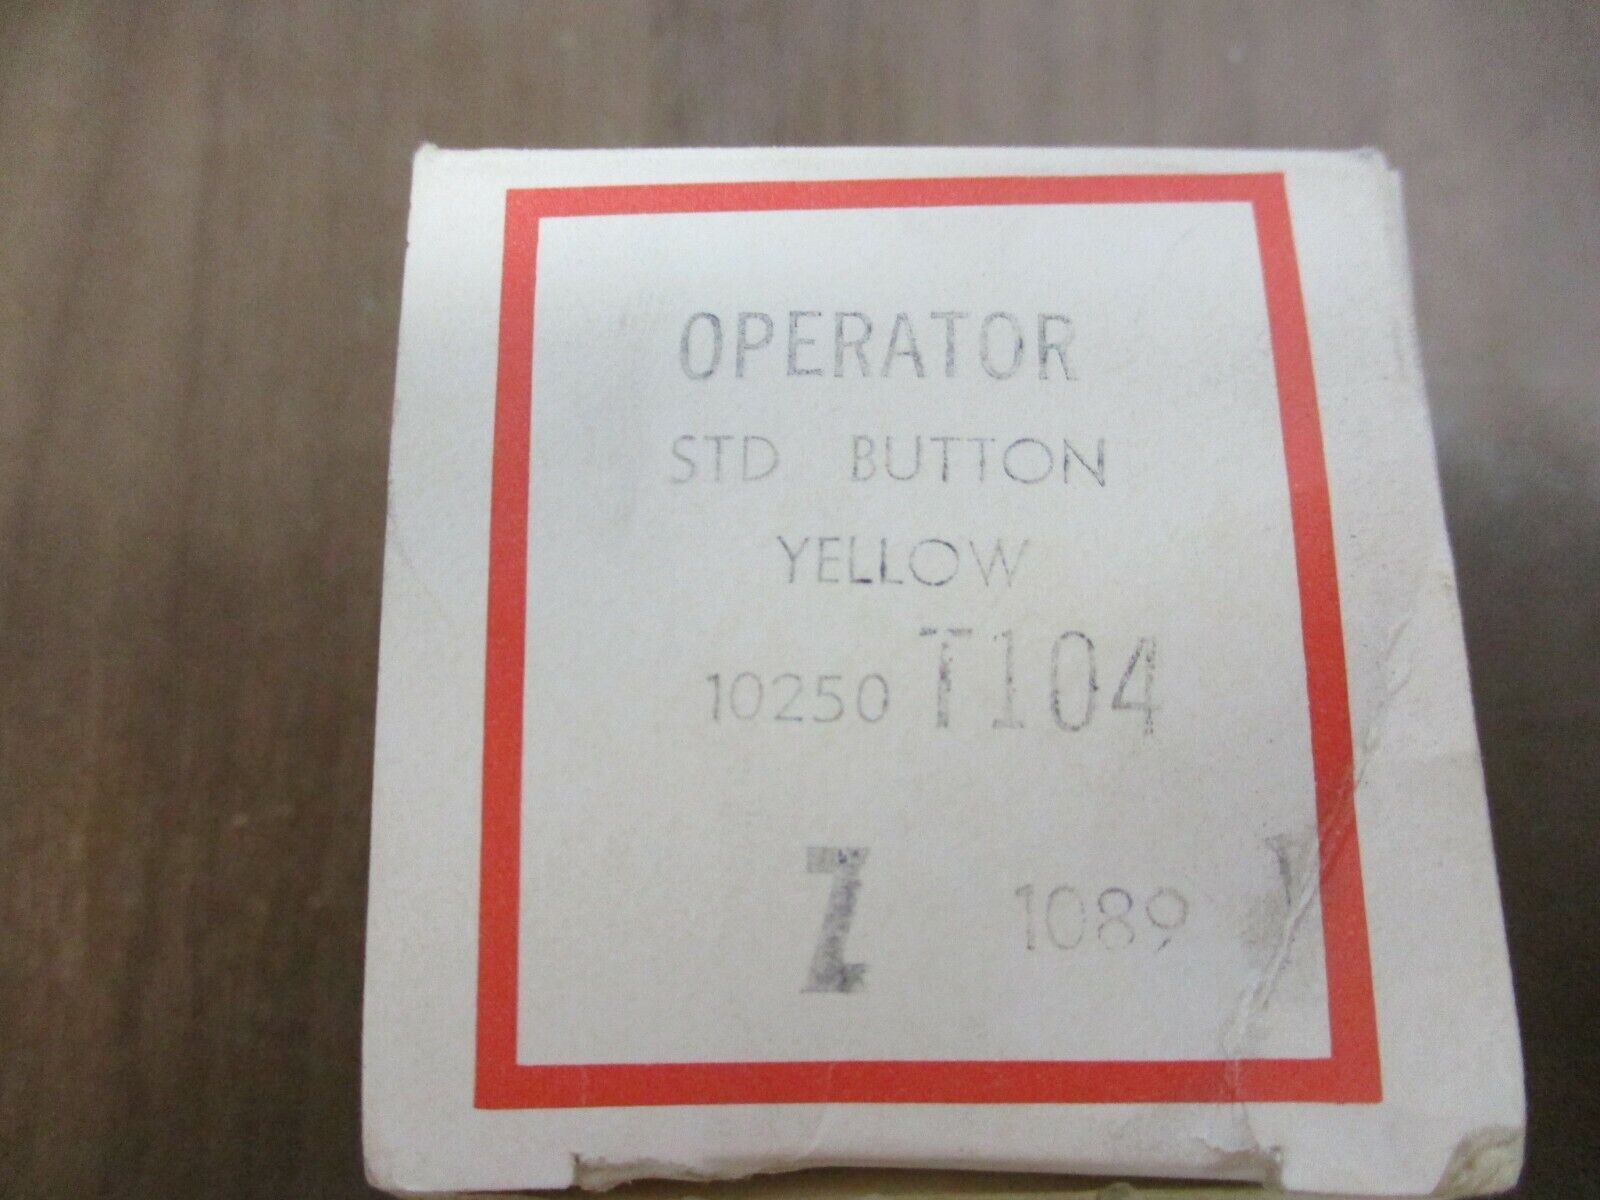 OPERATOR
STD BUTTON
YELLOW
10250 T104
Z 1089